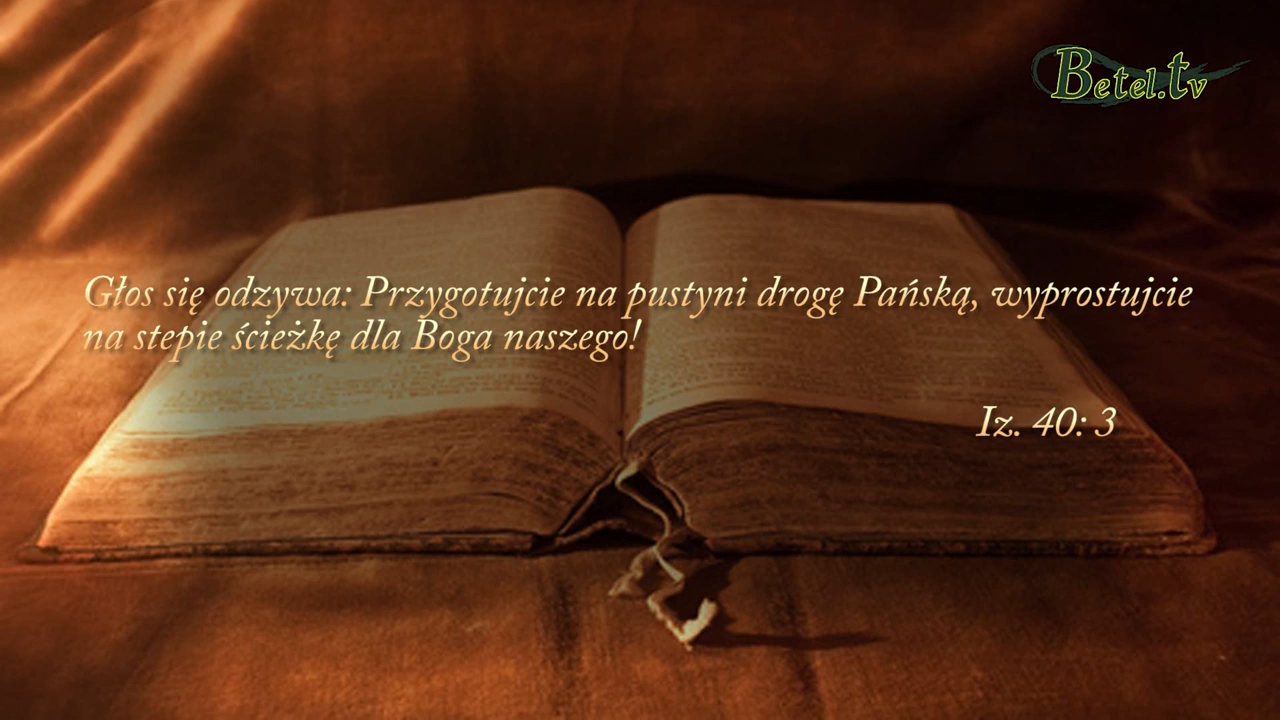 Betel.tv
Głos się odzywa: Przygotujcie na pustyni drogę Pańską, wyprostujcie
na stepie ścieżkę dla Boga naszego!
Iz. 40: 3